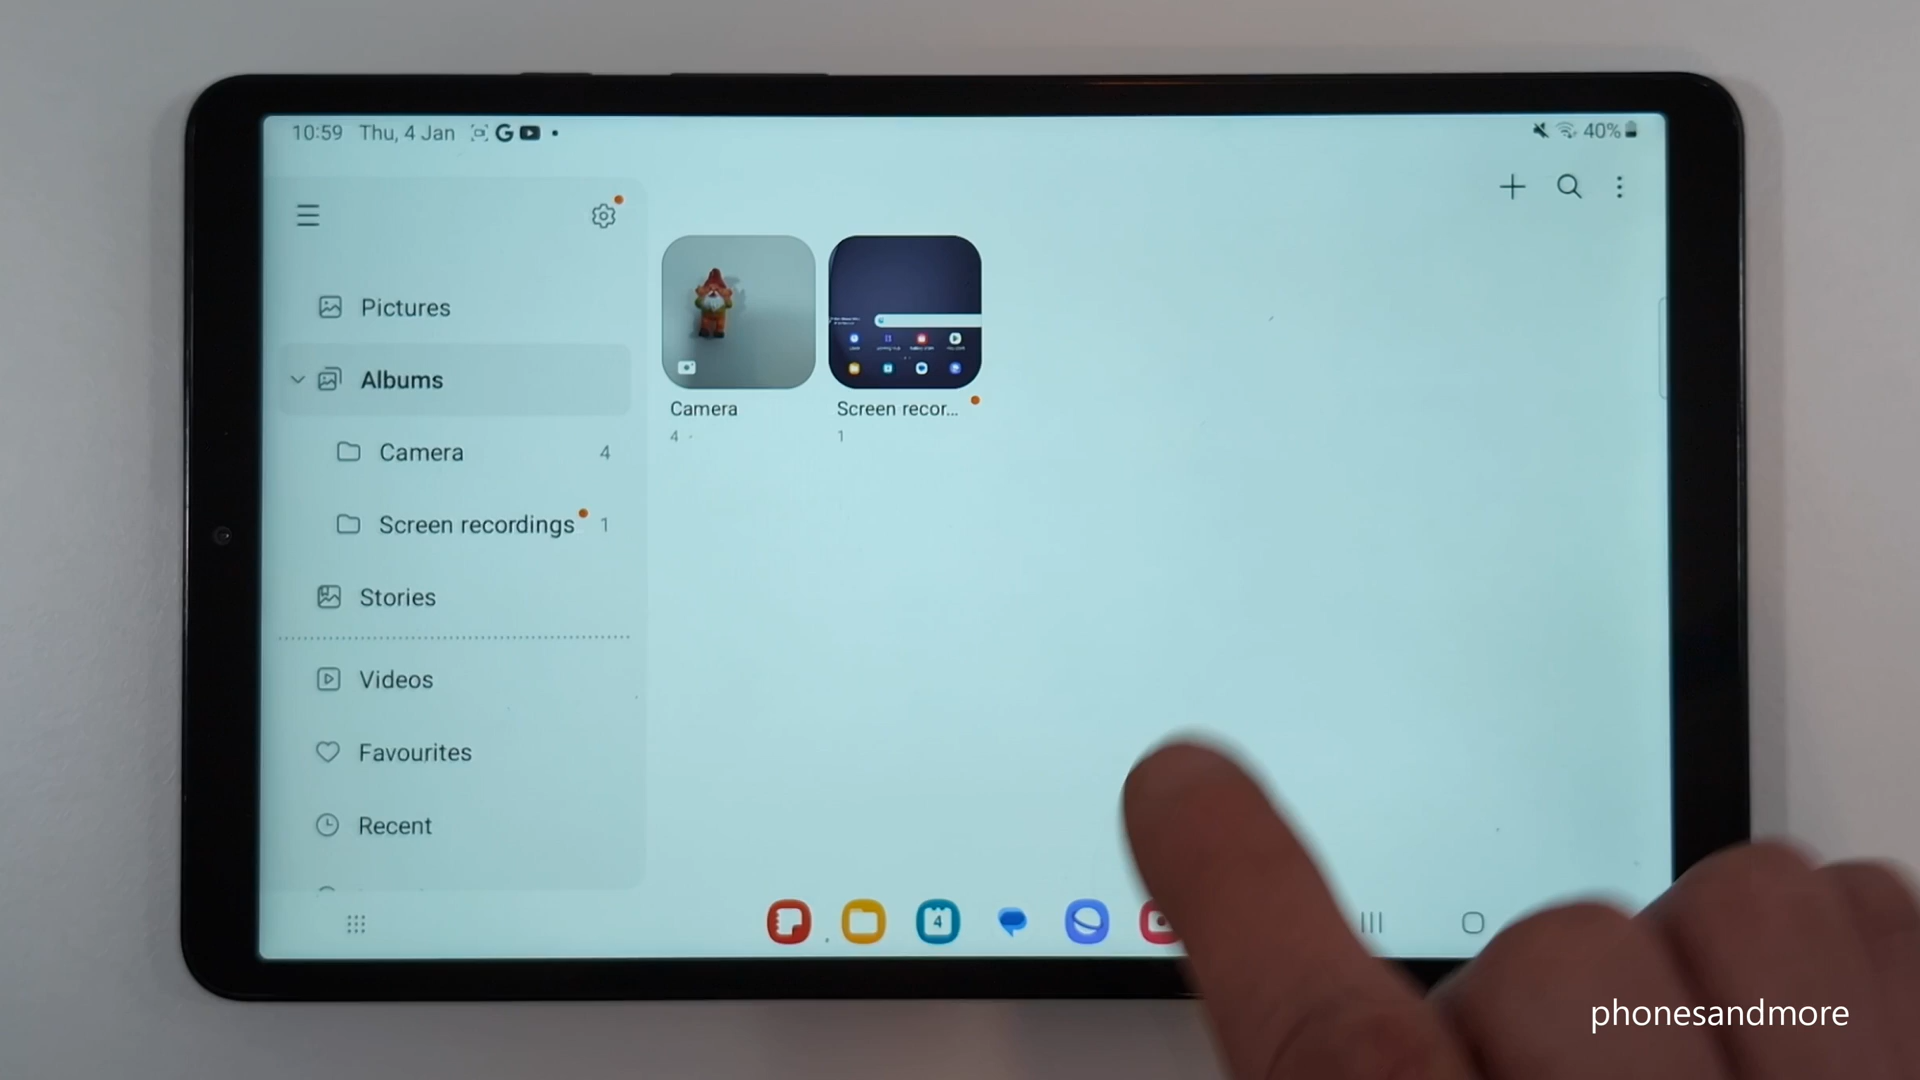 10:59 Thu, 4 Jan
40%
Pictures
Albums
Camera 4
Screen recordings 1
Stories
Videos
Favourites
Recent
Camera
4
Screen recor...
1
4
phonesandmore